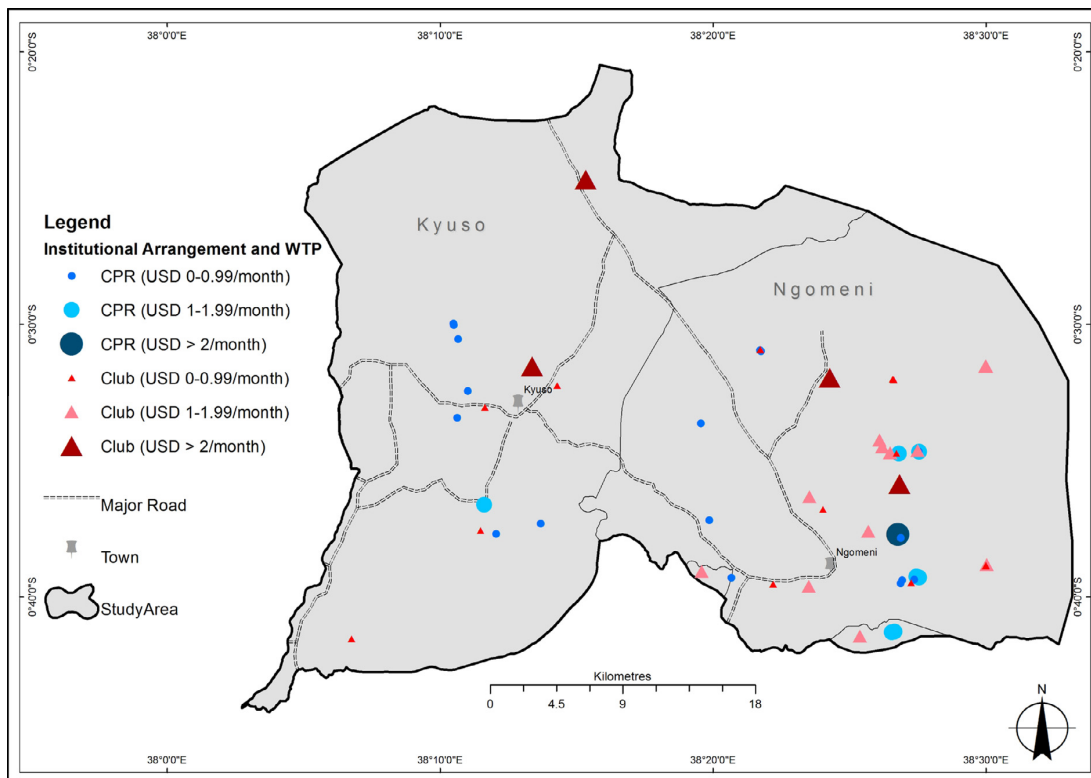 38°0'0"E 38°10'0"E 38°20'0"E 38°30'0"E
0°20'0"S 0°20'0"S
Kyuso
Legend
Institutional Arrangement and WTP
CPR (USD 0-0.99/month)
CPR (USD 1-1.99/month)
CPR (USD > 2/month)
Club (USD 0-0.99/month)
Club (USD 1-1.99/month)
Club (USD > 2/month)
Major Road
Town
StudyArea
Ngomeni
0°30'0"S 0°30'0"S
Kyuso
Ngomeni
0°40'0"S 0°40'0"S
Kilometres
0 4.5 9 18
N
38°0'0"E 38°10'0"E 38°20'0"E 38°30'0"E